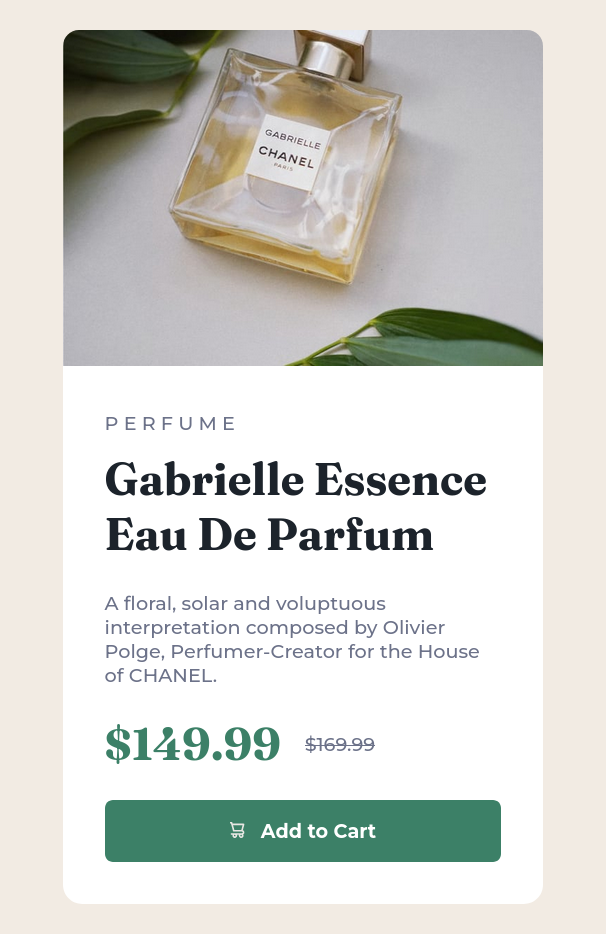 GABRIELLE
CHANEL
PARIS
PERFUME
Gabrielle Essence
Eau De Parfum
A floral, solar and voluptuous
interpretation composed by Olivier
Polge, Perfumer-Creator for the House
of CHANEL.
$149.99 $169.99
Add to Cart